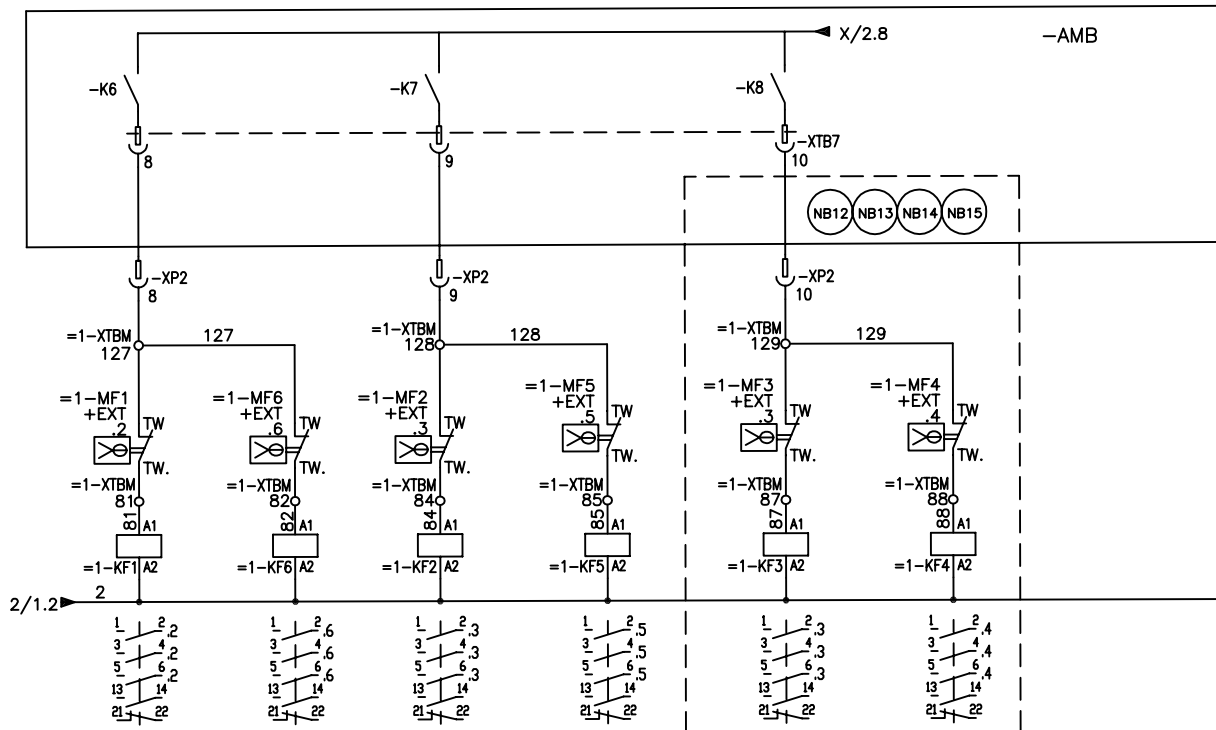 X/2.8
-AMB
-K6
-K7
-K8
8
9
-XTB7
10
NB12 NB13 NB14 NB15
-XP2
8
-XP2
9
-XP2
10
=1-XTBM
127
127
=1-XTBM
128
128
=1-XTBM
129
129
=1-MF1
+EXT
.2
TW
TW.
=1-MF6
+EXT
.6
TW
TW.
=1-MF2
+EXT
.3
TW
TW.
=1-MF5
+EXT
.5
TW
TW.
=1-MF3
+EXT
.3
TW
TW.
=1-MF4
+EXT
.4
TW
TW.
=1-XTBM
81
81
=1-XTBM
82
82
=1-XTBM
84
84
=1-XTBM
85
85
=1-XTBM
87
87
=1-XTBM
88
88
A1
=1-KF1 A2
A1
=1-KF6 A2
A1
=1-KF2 A2
A1
=1-KF5 A2
A1
=1-KF3 A2
A1
=1-KF4 A2
2/1.2
2
1 2 .2
3 4 .2
5 6 .2
13 14
21 22
1 2 .6
3 4 .6
5 6 .6
13 14
21 22
1 2 .3
3 4 .3
5 6 .3
13 14
21 22
1 2 .5
3 4 .5
5 6 .5
13 14
21 22
1 2 .3
3 4 .3
5 6 .3
13 14
21 22
1 2 .4
3 4 .4
5 6 .4
13 14
21 22